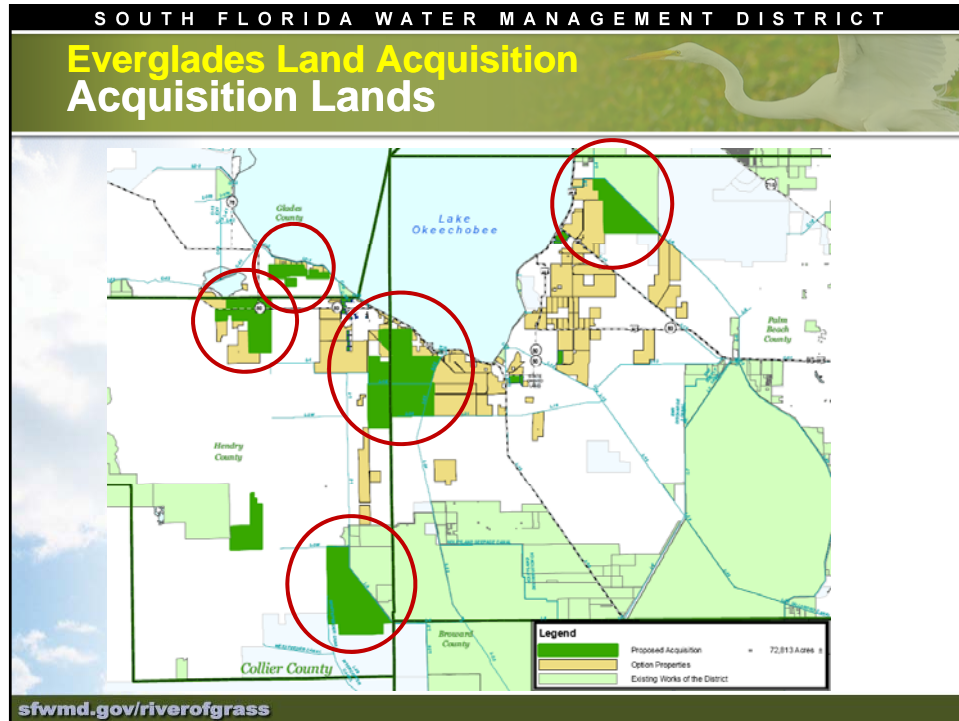 SOUTH FLORIDA WATER MANAGEMENT DISTRICT
Everglades Land Acquisition
Acquisition Lands
Glades
County
Lake
Okeechobee
Palm
Beach
County
Hendry
County
Broward
County
Collier County
Legend
Proposed Acquisition = 72,813 Acres ±
Option Properties
Existing Works of the District
sfwmd.gov/riverofgrass